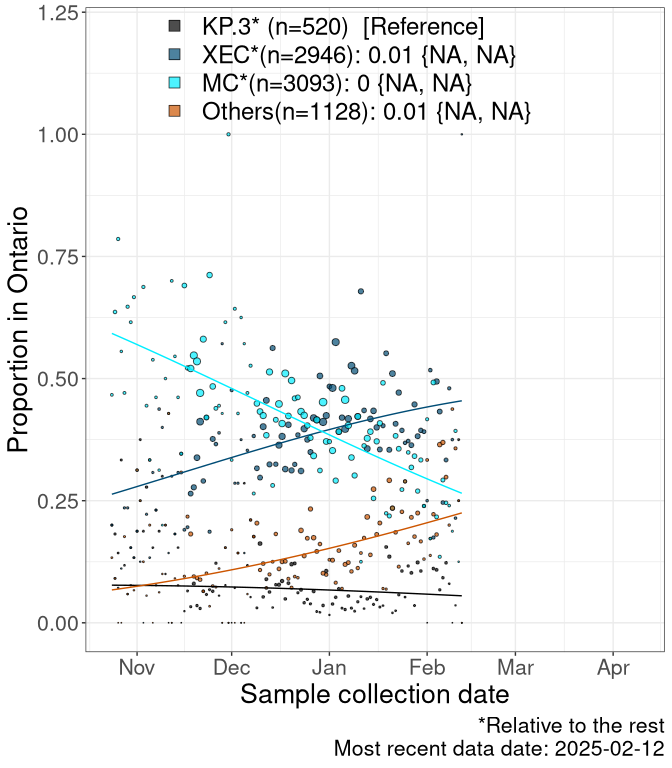 KP.3* (n=520)  [Reference]
XEC*(n=2946): 0.01 {NA, NA}
MC*(n=3093): 0 {NA, NA}
Others(n=1128): 0.01 {NA, NA}
1.25
1.00
0.75
0.50
0.25
0.00
Proportion in Ontario
Nov Dec Jan Feb Mar Apr
Sample collection date
*Relative to the rest
Most recent data date: 2025-02-12